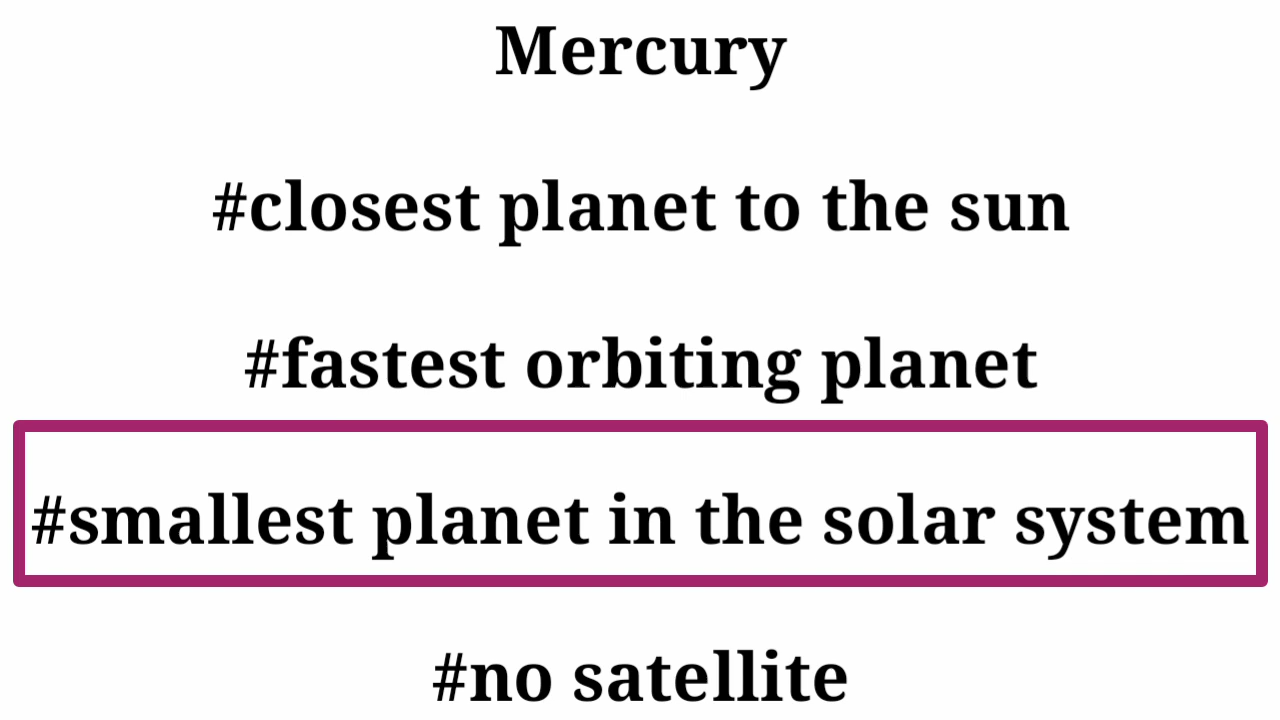 Mercury
#closest planet to the sun
#fastest orbiting planet
#smallest planet in the solar system
#no satellite